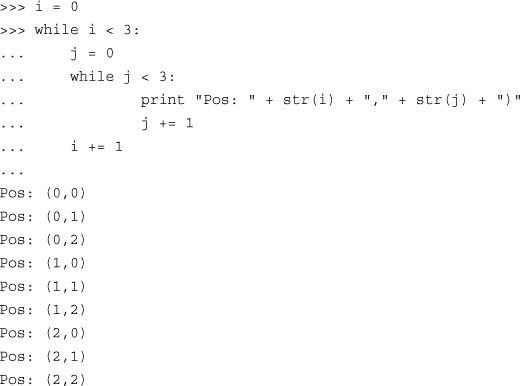 >>> i = 0
>>> while i < 3:
...     j = 0
...     while j < 3:
...             print "Pos: " + str(i) + "," + str(j) + ")"
...             j += 1
...     i += 1
...
Pos: (0,0)
Pos: (0,1)
Pos: (0,2)
Pos: (1,0)
Pos: (1,1)
Pos: (1,2)
Pos: (2,0)
Pos: (2,1)
Pos: (2,2)